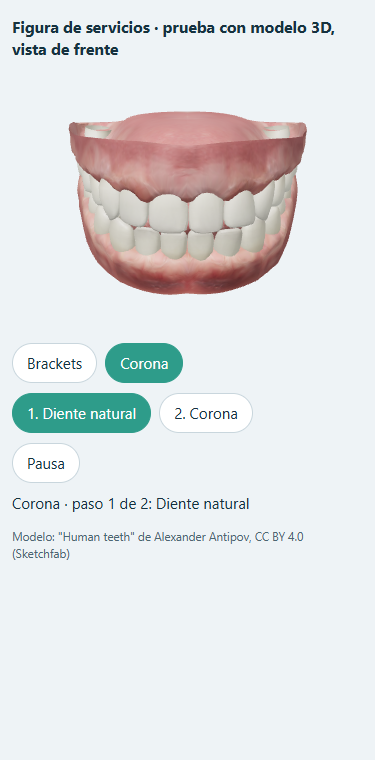 Figura de servicios · prueba con modelo 3D,
vista de frente
Brackets
Corona
1. Diente natural
2. Corona
Pausa
Corona · paso 1 de 2: Diente natural
Modelo: "Human teeth" de Alexander Antipov, CC BY 4.0
(Sketchfab)